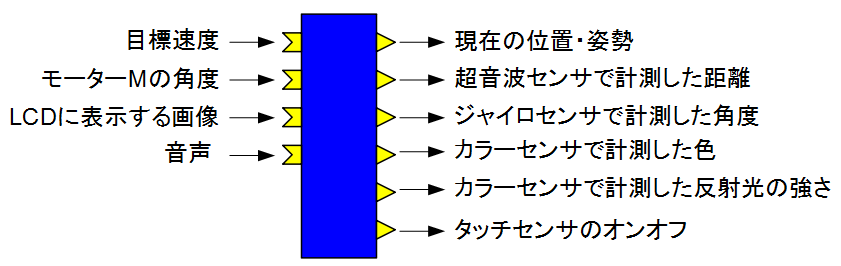 目標速度
モーターMの角度
LCDに表示する画像
音声
現在の位置・姿勢
超音波センサで計測した距離
ジャイロセンサで計測した角度
カラーセンサで計測した色
カラーセンサで計測した反射光の強さ
タッチセンサのオンオフ